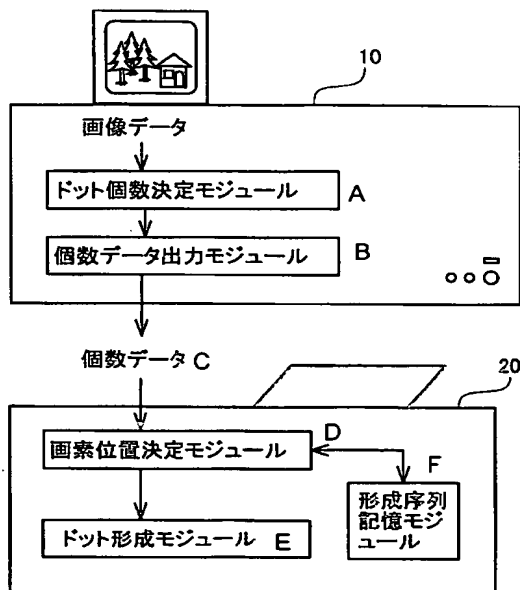 10
画像データ
ドット個数決定モジュール A
個数データ出力モジュール B
個数データ C
20
画素位置決定モジュール D
F
形成序列
記憶モジ
ュール
ドット形成モジュール E